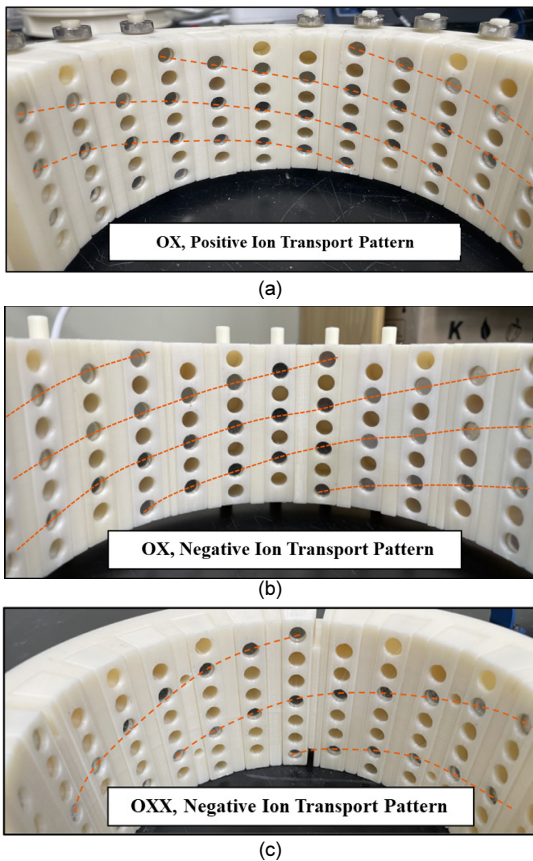 OX, Positive Ion Transport Pattern
(a)
K
OX, Negative Ion Transport Pattern
(b)
OXX, Negative Ion Transport Pattern
(c)